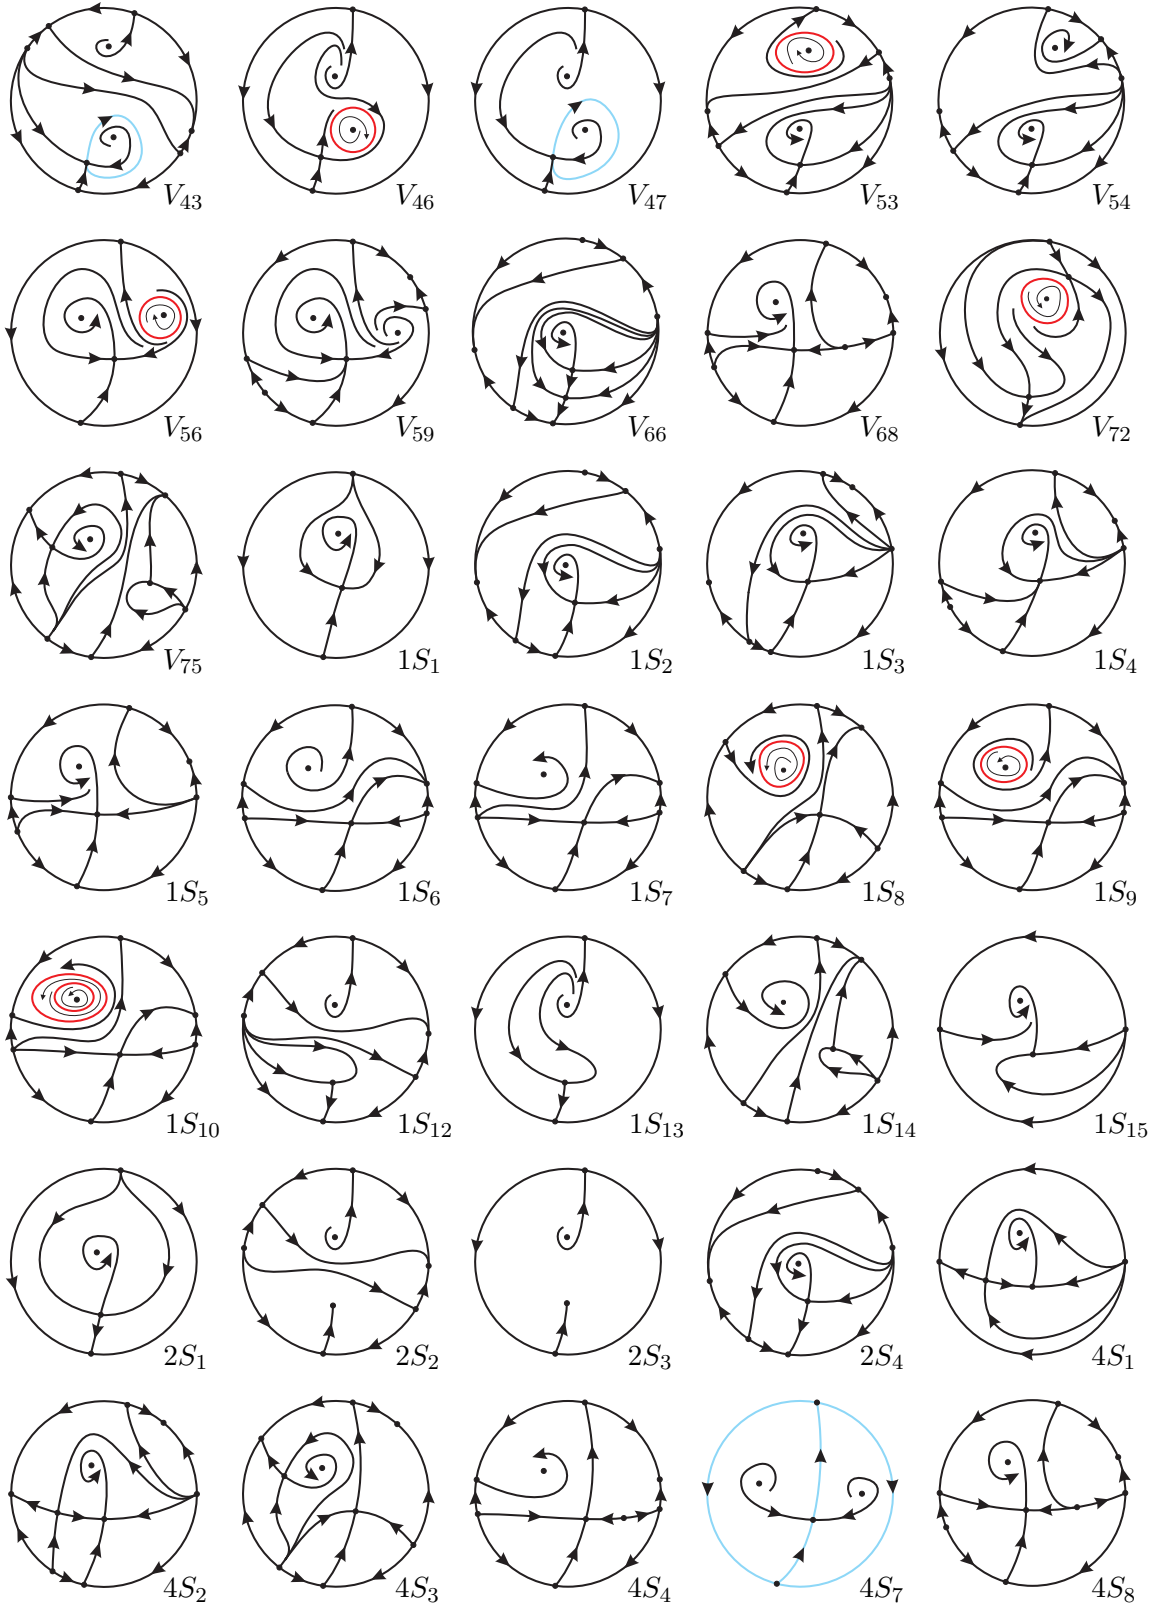 V₄₃ V₄₆ V₄₇ V₅₃ V₅₄
V₅₆ V₅₉ V₆₆ V₆₈ V₇₂
V₇₅ 1S₁ 1S₂ 1S₃ 1S₄
1S₅ 1S₆ 1S₇ 1S₈ 1S₉
1S₁₀ 1S₁₂ 1S₁₃ 1S₁₄ 1S₁₅
2S₁ 2S₂ 2S₃ 2S₄ 4S₁
4S₂ 4S₃ 4S₄ 4S₇ 4S₈